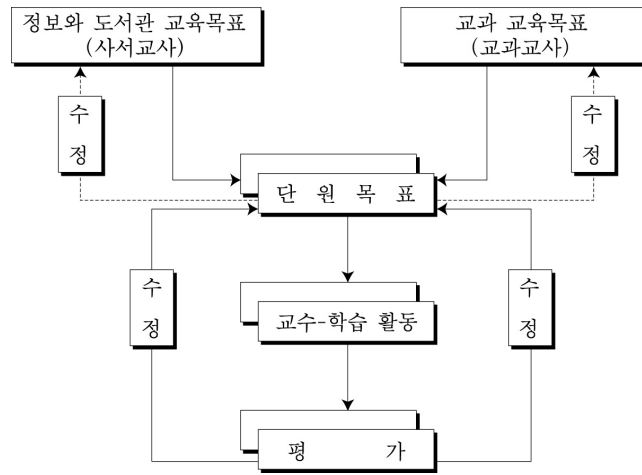 정보와 도서관 교육목표
(사서교사)
교과 교육목표
(교과교사)
수
정
수
정
단 원 목 표
수
정
수
정
교수-학습 활동
평 가